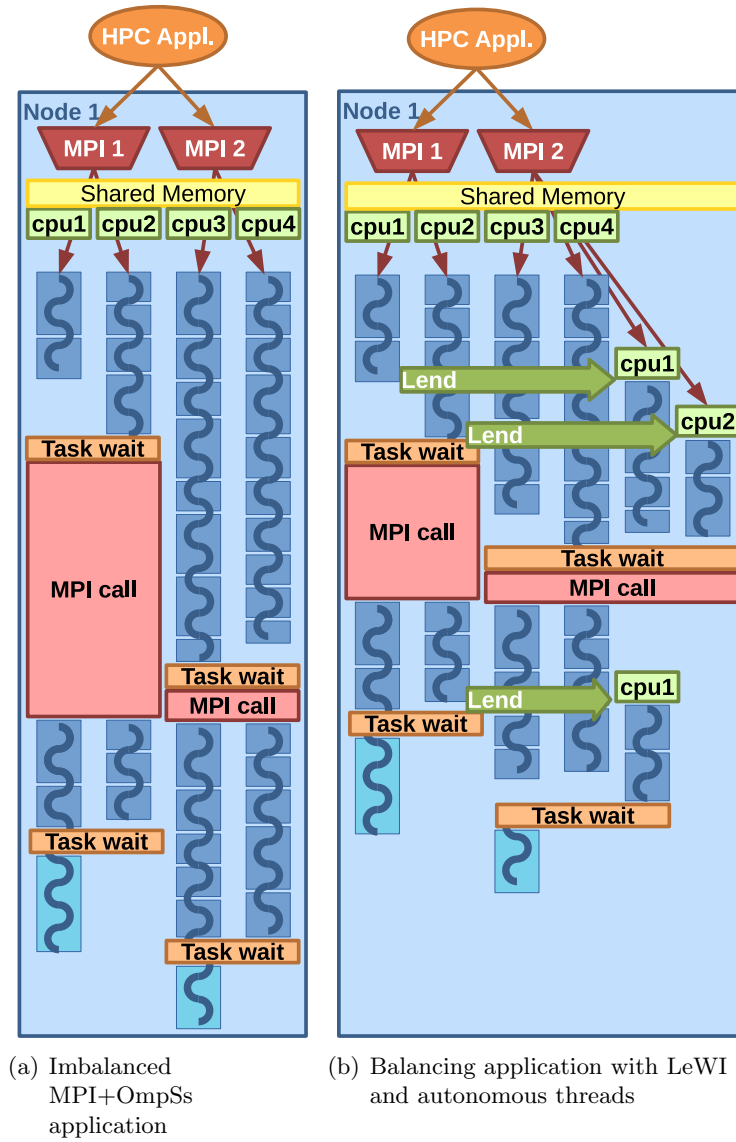 HPC Appl.
Node 1
MPI 1
MPI 2
Shared Memory
cpu1
cpu2
cpu3
cpu4
Task wait
MPI call
Task wait
MPI call
Task wait
Task wait
(a) Imbalanced
MPI+OmpSs
application
HPC Appl.
Node 1
MPI 1
MPI 2
Shared Memory
cpu1
cpu2
cpu3
cpu4
cpu1
Lend
cpu2
Lend
Task wait
MPI call
Task wait
MPI call
cpu1
Lend
Task wait
Task wait
(b) Balancing application with LeWI
and autonomous threads